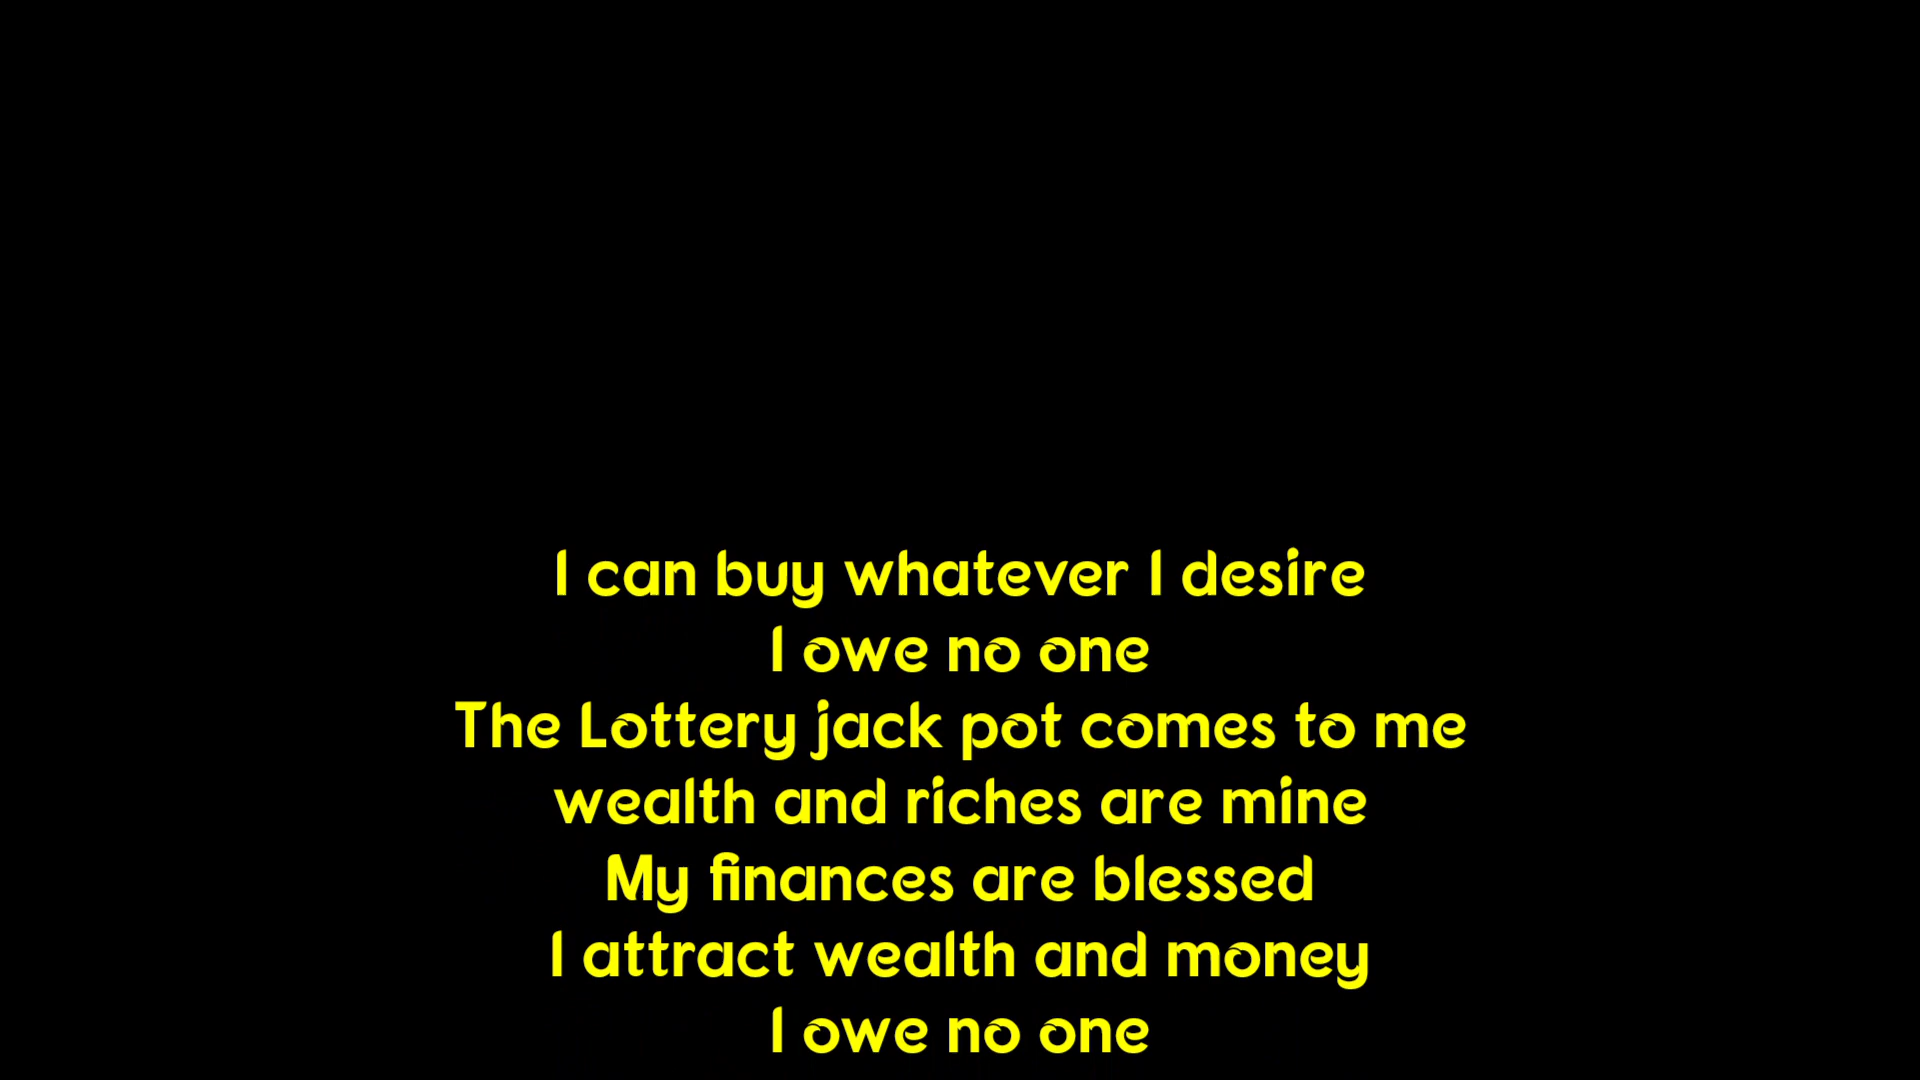 I can buy whatever I desire
I owe no one
The Lottery jack pot comes to me
wealth and riches are mine
My finances are blessed
I attract wealth and money
I owe no one